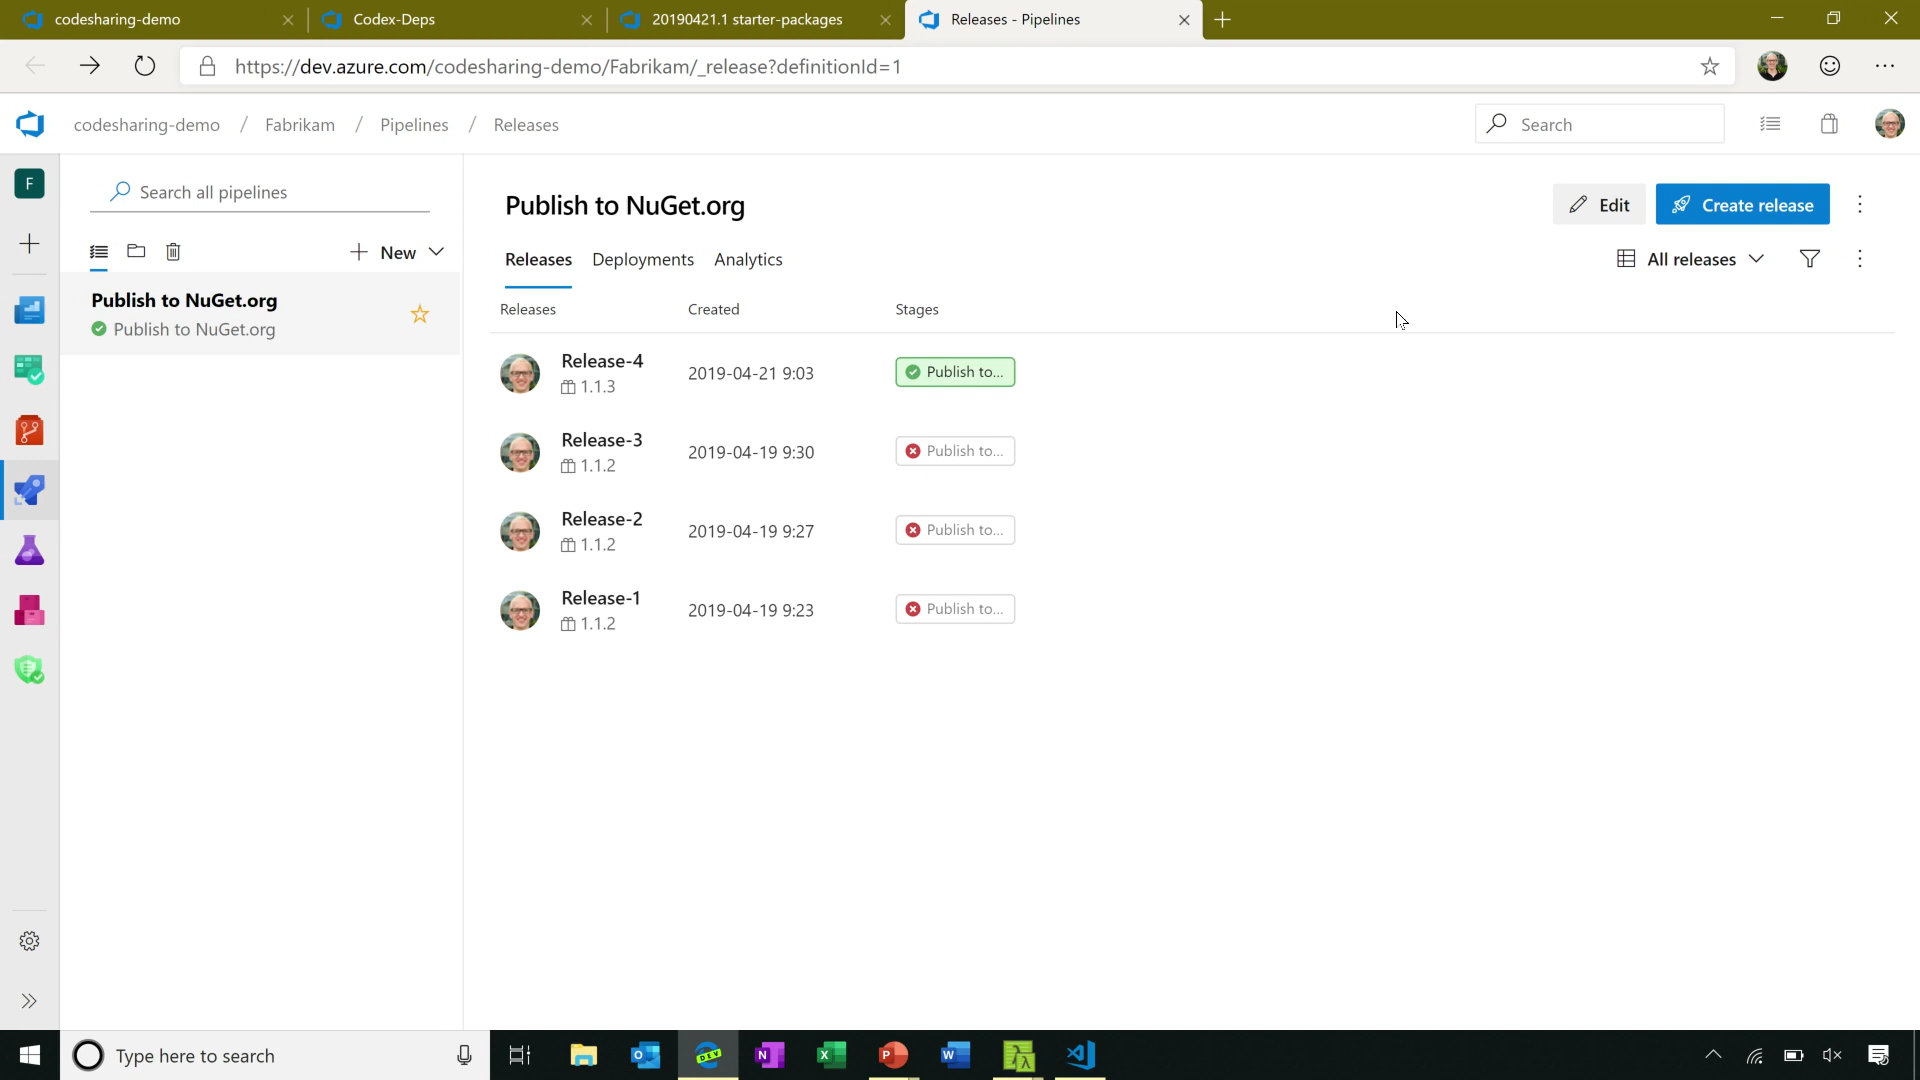 codesharing-demo
Codex-Deps
20190421.1 starter-packages
Releases - Pipelines
https://dev.azure.com/codesharing-demo/Fabrikam/_release?definitionId=1
codesharing-demo / Fabrikam / Pipelines / Releases
Search
F
Search all pipelines
New
Publish to NuGet.org
Publish to NuGet.org
Publish to NuGet.org
Edit
Create release
Releases Deployments Analytics
All releases
Releases Created Stages
Release-4
1.1.3
2019-04-21 9:03
Publish to...
Release-3
1.1.2
2019-04-19 9:30
Publish to...
Release-2
1.1.2
2019-04-19 9:27
Publish to...
Release-1
1.1.2
2019-04-19 9:23
Publish to...
Type here to search
DEV
N
X
P
W